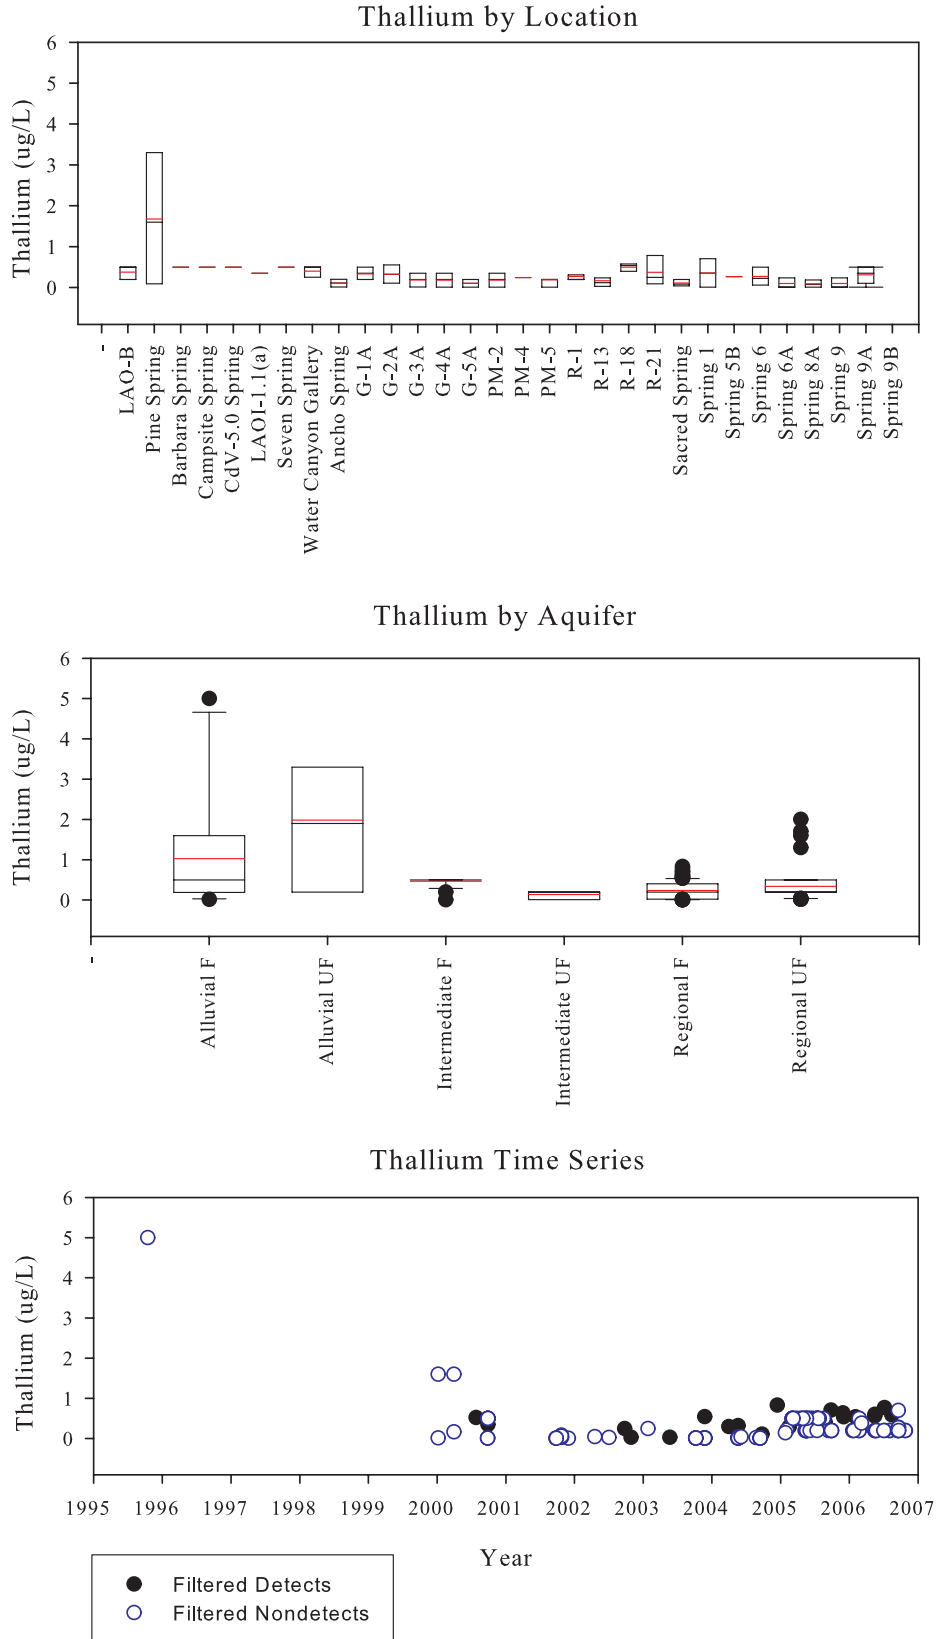 Thallium by Location
6
5
4
3
2
1
0
Thallium (ug/L)
-
LAO-B
Pine Spring
Barbara Spring
Campsite Spring
CdV-5.0 Spring
LAOI-1.1(a)
Seven Spring
Water Canyon Gallery
Ancho Spring
G-1A
G-2A
G-3A
G-4A
G-5A
PM-2
PM-4
PM-5
R-1
R-13
R-18
R-21
Sacred Spring
Spring 1
Spring 5B
Spring 6
Spring 6A
Spring 8A
Spring 9
Spring 9A
Spring 9B
Thallium by Aquifer
6
5
4
3
2
1
0
Thallium (ug/L)
-
Alluvial F
Alluvial UF
Intermediate F
Intermediate UF
Regional F
Regional UF
Thallium Time Series
6
5
4
3
2
1
0
Thallium (ug/L)
1995 1996 1997 1998 1999 2000 2001 2002 2003 2004 2005 2006 2007
Year
Filtered Detects
Filtered Nondetects